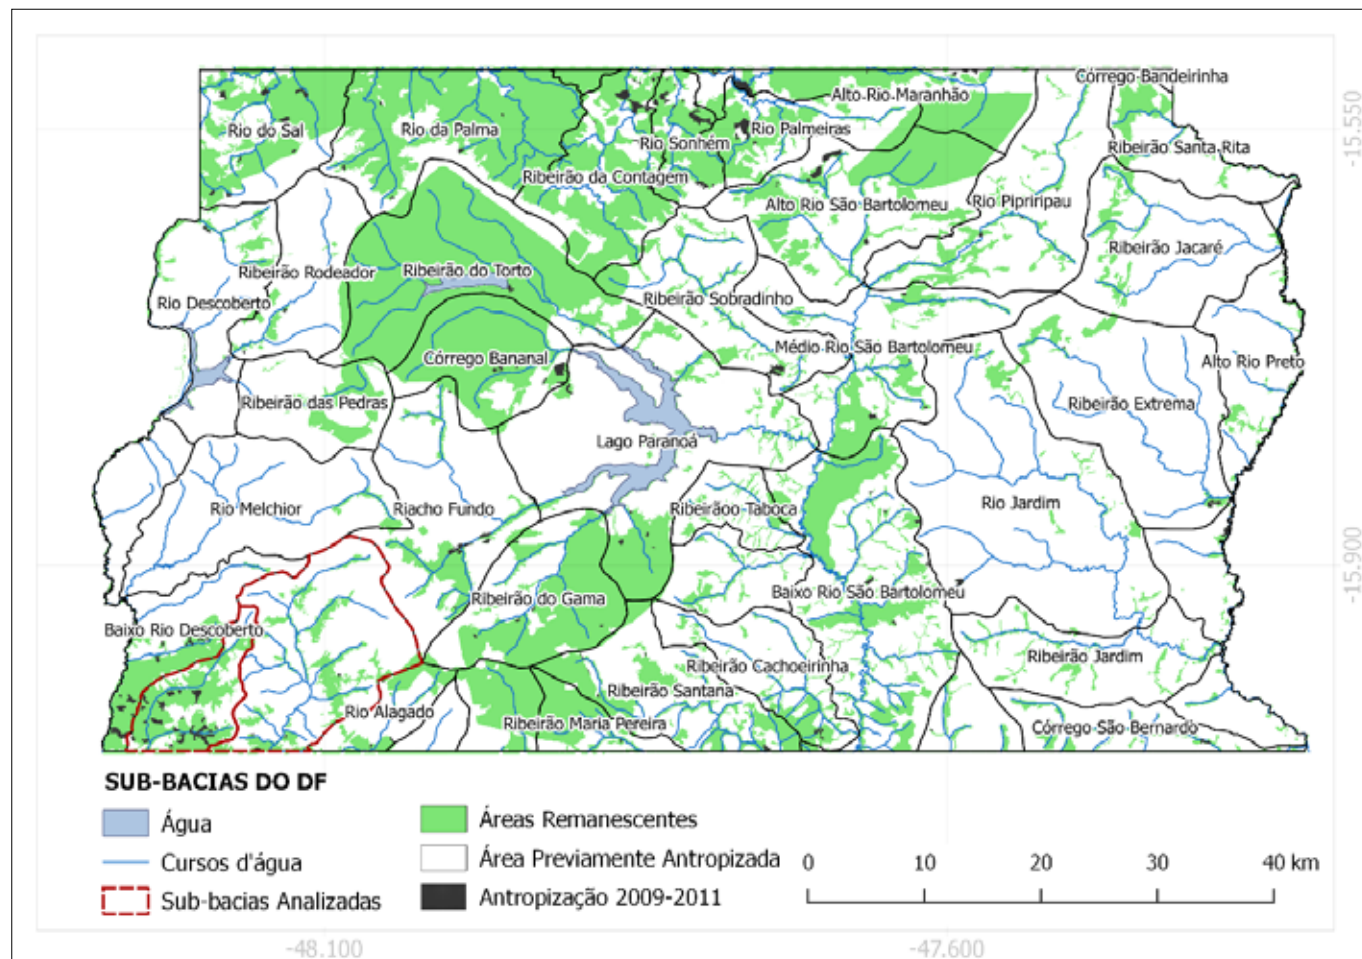 Córrego Bandeirinha
Alto Rio Maranhão
-15.550
Rio do Sal
Rio da Palma
Rio Palmeiras
Rio Sonhém
Ribeirão Santa Rita
Ribeirão da Contagem
Alto Rio São Bartolomeu
Rio Pipriripau
Ribeirão Jacaré
Ribeirão Rodeador
Ribeirão do Torto
Rio Descoberto
Ribeirão Sobradinho
Médio Rio São Bartolomeu
Córrego Bananal
Alto Rio Preto
Ribeirão das Pedras
Ribeirão Extrema
Lago Paranoá
Rio Melchior
Riacho Fundo
Ribeirãoo Taboca
Rio Jardim
-15.900
Ribeirão do Gama
Baixo Rio São Bartolomeu
Baixo Rio Descoberto
Ribeirão Jardim
Ribeirão Cachoeirinha
Ribeirão Santana
Rio Alagado
Ribeirão Maria Pereira
Córrego São Bernardo
SUB-BACIAS DO DF
Água
Cursos d'água
Sub-bacias Analizadas
Áreas Remanescentes
Área Previamente Antropizada
Antropização 2009-2011
0 10 20 30 40 km
-48.100
-47.600